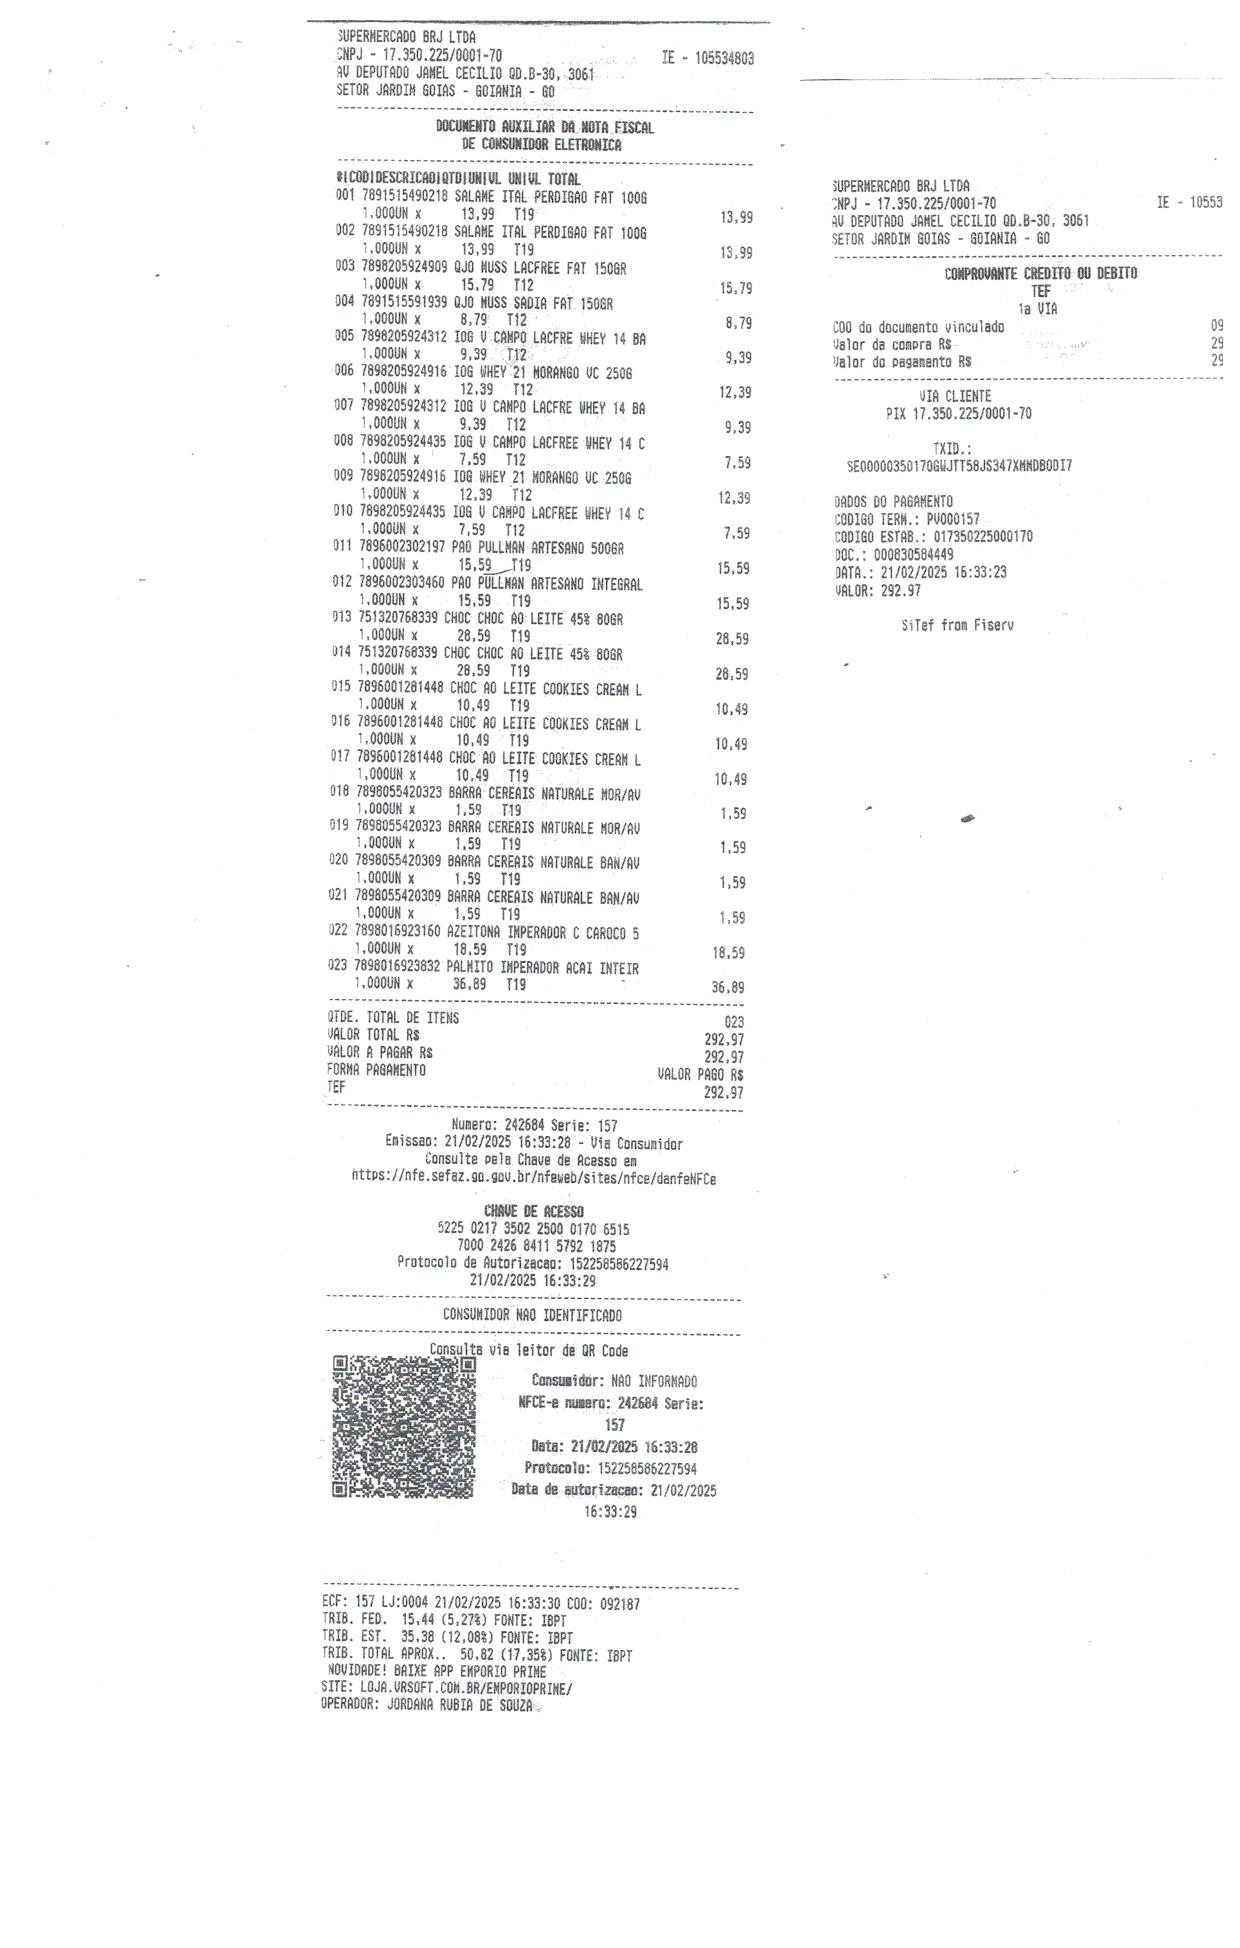 SUPERMERCADO BRJ LTDA
CNPJ - 17.350.225/0001-70 IE - 105534803
AV DEPUTADO JAMEL CECILIO QD.B-30, 3061
SETOR JARDIM GOIAS - GOIANIA - GO
DOCUMENTO AUXILIAR DA NOTA FISCAL
DE CONSUMIDOR ELETRONICA
#|COD|DESCRICAO|QTD|UN|VL UN|VL TOTAL
001 7891515490218 SALAME ITAL PERDIGAO FAT 100G
1,000UN x 13,99 T19 13,99
002 7891515490218 SALAME ITAL PERDIGAO FAT 100G
1,000UN x 13,99 T19 13,99
003 7898205924909 QJO MUSS LACFREE FAT 150GR
1,000UN x 15,79 T12 15,79
004 7891515591939 QJO MUSS SADIA FAT 150GR
1,000UN x 8,79 T12 8,79
005 7898205924312 IOG V CAMPO LACFRE WHEY 14 BA
1,000UN x 9,39 T12 9,39
006 7898205924916 IOG WHEY 21 MORANGO VC 250G
1,000UN x 12,39 T12 12,39
007 7898205924312 IOG V CAMPO LACFRE WHEY 14 BA
1,000UN x 9,39 T12 9,39
008 7898205924435 IOG V CAMPO LACFREE WHEY 14 C
1,000UN x 7,59 T12 7,59
009 7898205924916 IOG WHEY 21 MORANGO VC 250G
1,000UN x 12,39 T12 12,39
010 7898205924435 IOG V CAMPO LACFREE WHEY 14 C
1,000UN x 7,59 T12 7,59
011 7896002302197 PAO PULLMAN ARTESANO 500GR
1,000UN x 15,59 T19 15,59
012 7896002303460 PAO PULLMAN ARTESANO INTEGRAL
1,000UN x 15,59 T19 15,59
013 751320768339 CHOC CHOC AO LEITE 45% 80GR
1,000UN x 28,59 T19 28,59
014 751320768339 CHOC CHOC AO LEITE 45% 80GR
1,000UN x 28,59 T19 28,59
015 7896001281448 CHOC AO LEITE COOKIES CREAM L
1,000UN x 10,49 T19 10,49
016 7896001281448 CHOC AO LEITE COOKIES CREAM L
1,000UN x 10,49 T19 10,49
017 7896001281448 CHOC AO LEITE COOKIES CREAM L
1,000UN x 10,49 T19 10,49
018 7898055420323 BARRA CEREAIS NATURALE MOR/AV
1,000UN x 1,59 T19 1,59
019 7898055420323 BARRA CEREAIS NATURALE MOR/AV
1,000UN x 1,59 T19 1,59
020 7898055420309 BARRA CEREAIS NATURALE BAN/AV
1,000UN x 1,59 T19 1,59
021 7898055420309 BARRA CEREAIS NATURALE BAN/AV
1,000UN x 1,59 T19 1,59
022 7898016923160 AZEITONA IMPERADOR C CAROCO 5
1,000UN x 18,59 T19 18,59
023 7898016923832 PALMITO IMPERADOR ACAI INTEIR
1,000UN x 36,89 T19 36,89
QTDE. TOTAL DE ITENS 023
VALOR TOTAL R$ 292,97
VALOR A PAGAR R$ 292,97
FORMA PAGAMENTO VALOR PAGO R$
TEF 292,97
Numero: 242684 Serie: 157
Emissao: 21/02/2025 16:33:28 - Via Consumidor
Consulte pela Chave de Acesso em
https://nfe.sefaz.go.gov.br/nfeweb/sites/nfce/danfeNFCe
CHAVE DE ACESSO
5225 0217 3502 2500 0170 6515
7000 2426 8411 5792 1875
Protocolo de Autorizacao: 152258586227594
21/02/2025 16:33:29
CONSUMIDOR NAO IDENTIFICADO
Consulta via leitor de QR Code
Consumidor: NAO INFORMADO
NFCE-e numero: 242684 Serie:
157
Data: 21/02/2025 16:33:28
Protocolo: 152258586227594
Data de autorizacao: 21/02/2025
16:33:29
ECF: 157 LJ:0004 21/02/2025 16:33:30 COO: 092187
TRIB. FED. 15,44 (5,27%) FONTE: IBPT
TRIB. EST. 35,38 (12,08%) FONTE: IBPT
TRIB. TOTAL APROX.. 50,82 (17,35%) FONTE: IBPT
NOVIDADE! BAIXE APP EMPORIO PRIME
SITE: LOJA.VRSOFT.COM.BR/EMPORIOPRIME/
OPERADOR: JORDANA RUBIA DE SOUZA
SUPERMERCADO BRJ LTDA
CNPJ - 17.350.225/0001-70 IE - 10553
AV DEPUTADO JAMEL CECILIO QD.B-30, 3061
SETOR JARDIM GOIAS - GOIANIA - GO
COMPROVANTE CREDITO OU DEBITO
TEF
1a VIA
COO do documento vinculado 09
Valor da compra R$ 29
Valor do pagamento R$ 29
VIA CLIENTE
PIX 17.350.225/0001-70
TXID.:
SE00000350170GWJTT58JS347XMMDBODI7
DADOS DO PAGAMENTO
CODIGO TERM.: PV000157
CODIGO ESTAB.: 017350225000170
DOC.: 000830584449
DATA.: 21/02/2025 16:33:23
VALOR: 292.97
SiTef from Fiserv